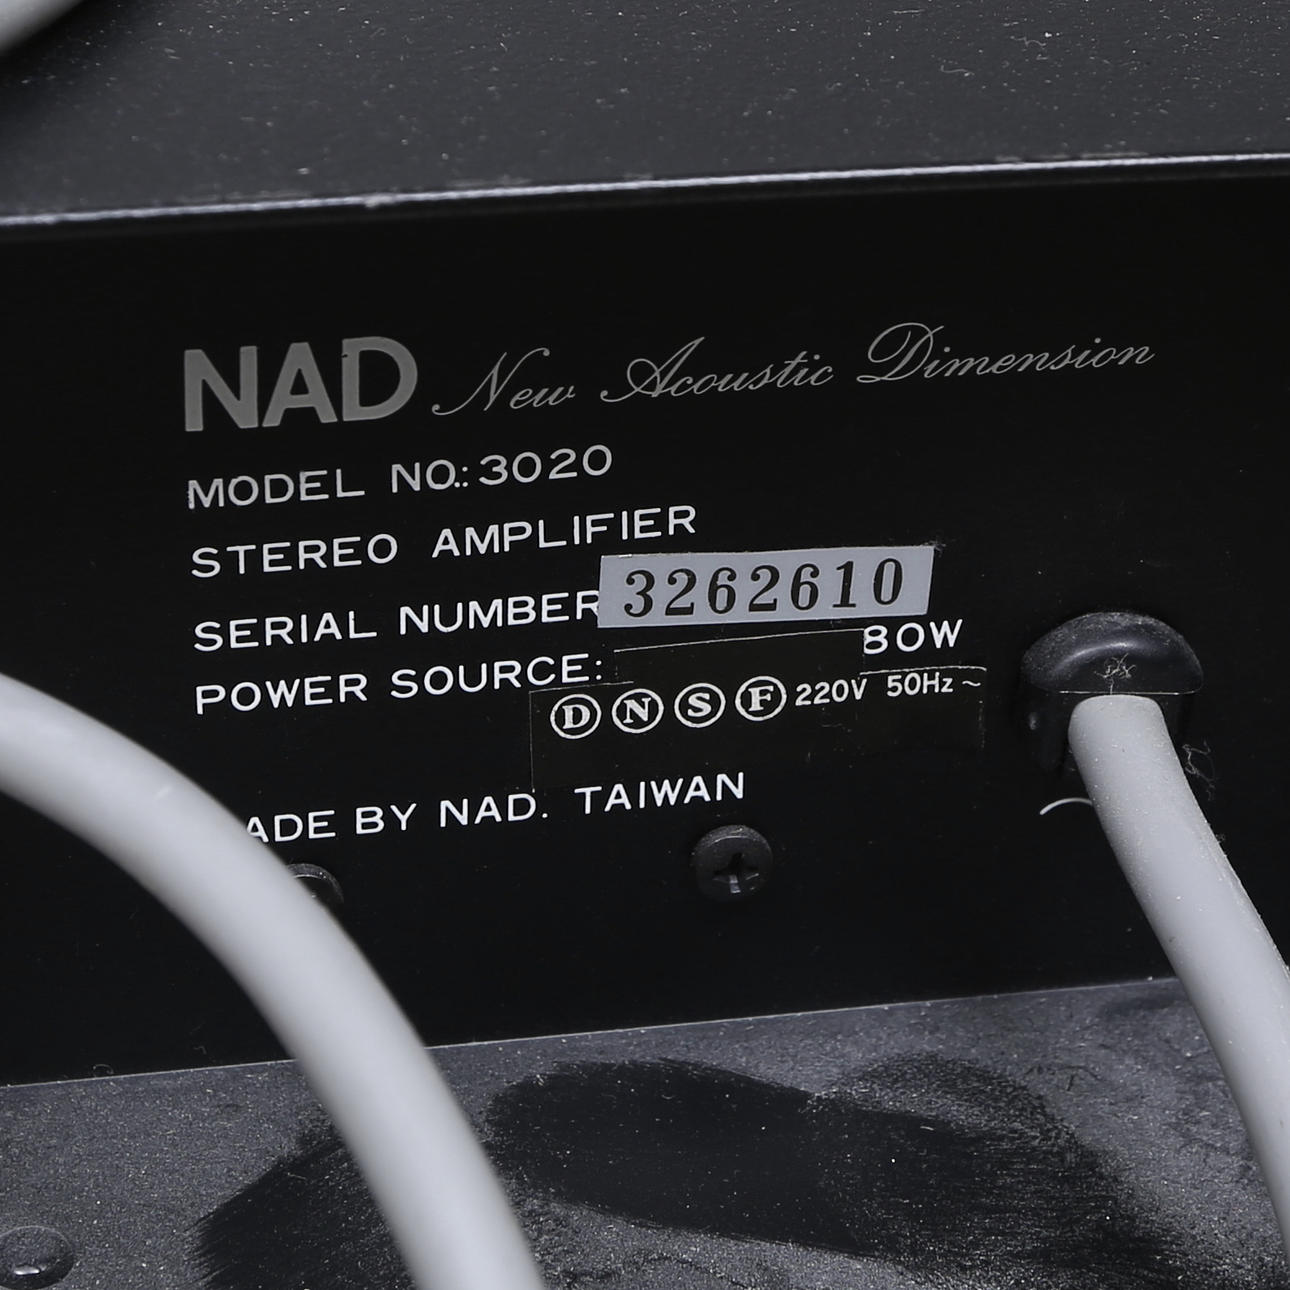 NAD New Acoustic Dimension
MODEL NO.: 3020
STEREO AMPLIFIER
SERIAL NUMBER 3262610
POWER SOURCE: 80W
D N S F 220V 50Hz ~
ADE BY NAD. TAIWAN